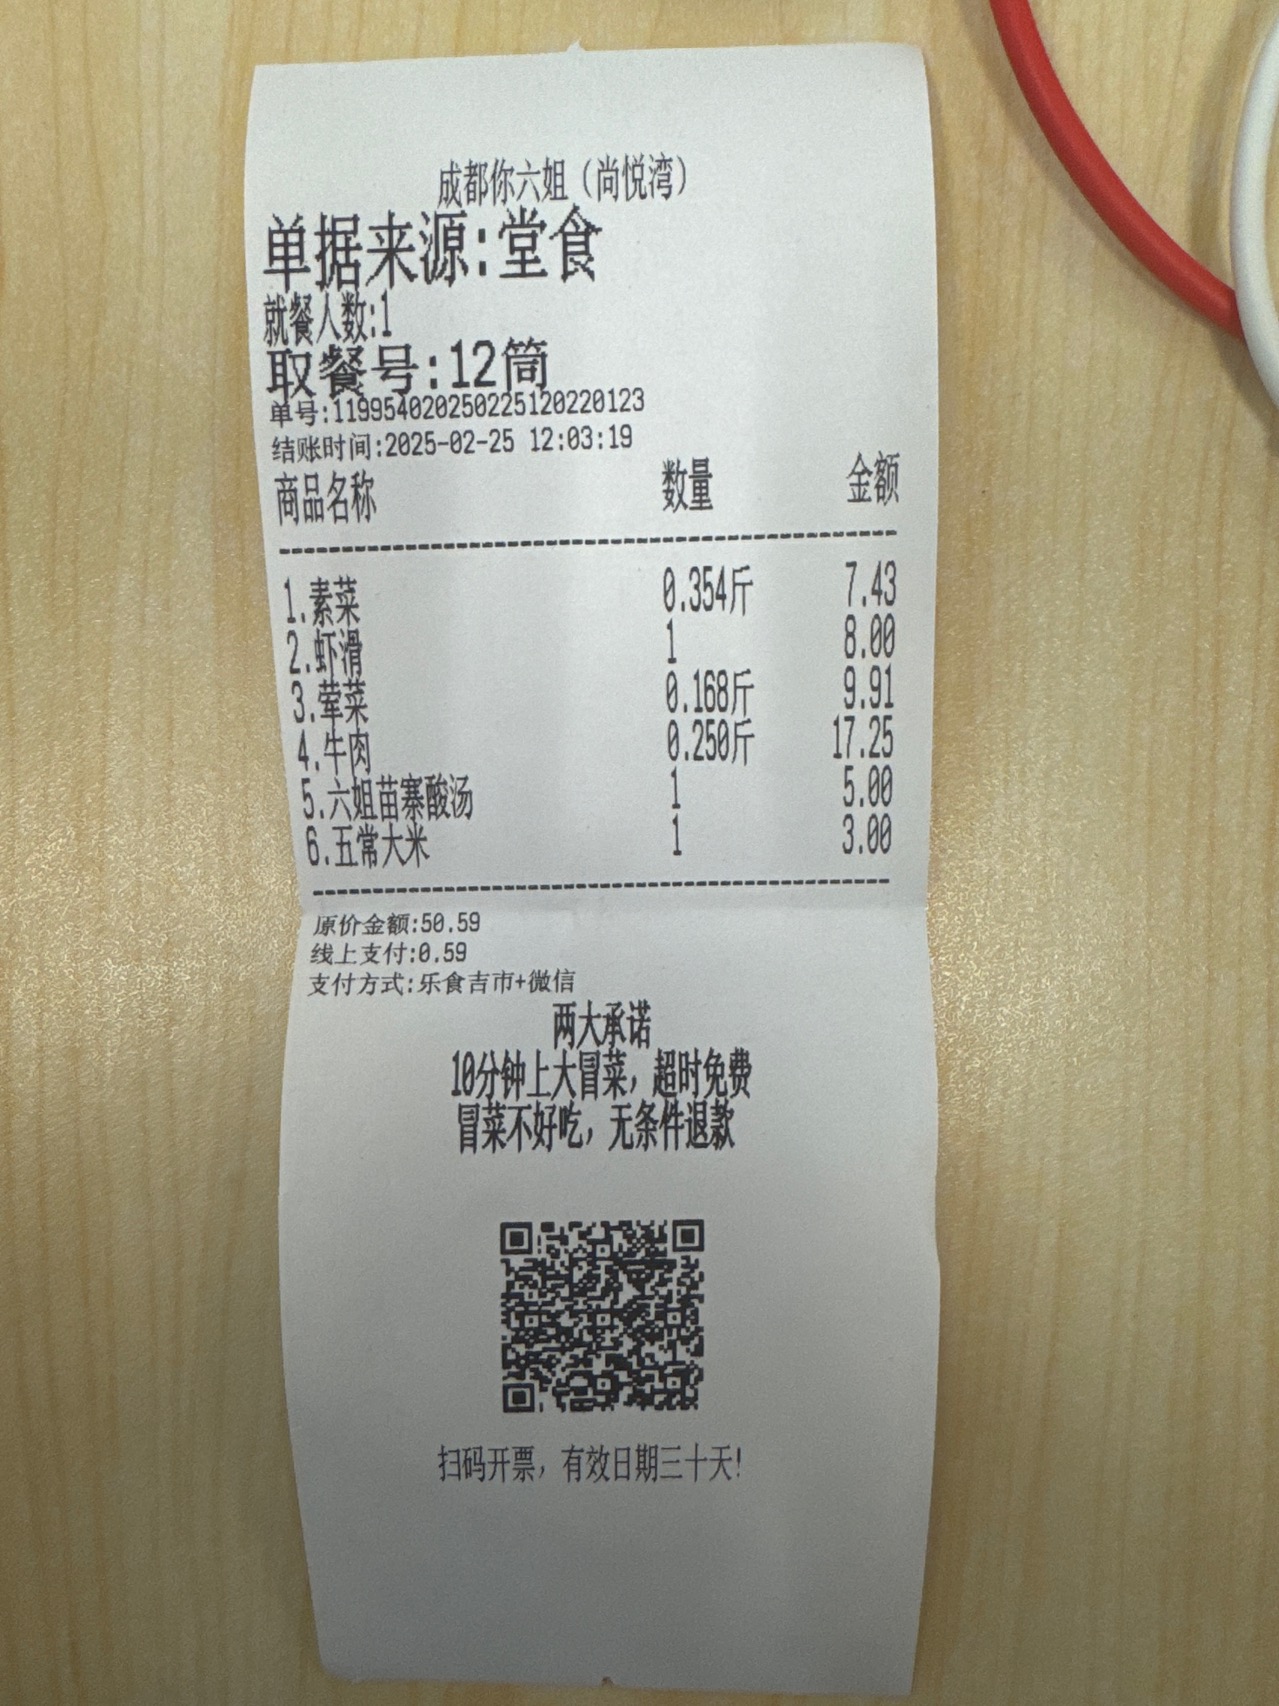 成都你六姐（尚悦湾）
单据来源:堂食
就餐人数:1
取餐号:12筒
单号:119954020250225120220123
结账时间:2025-02-25 12:03:19
商品名称 数量 金额
1.素菜 0.354斤 7.43
2.虾滑 1 8.00
3.荤菜 0.168斤 9.91
4.牛肉 0.250斤 17.25
5.六姐苗寨酸汤 1 5.00
6.五常大米 1 3.00
原价金额:50.59
线上支付:0.59
支付方式:乐食吉市+微信
两大承诺
10分钟上大冒菜，超时免费
冒菜不好吃，无条件退款
扫码开票，有效日期三十天!